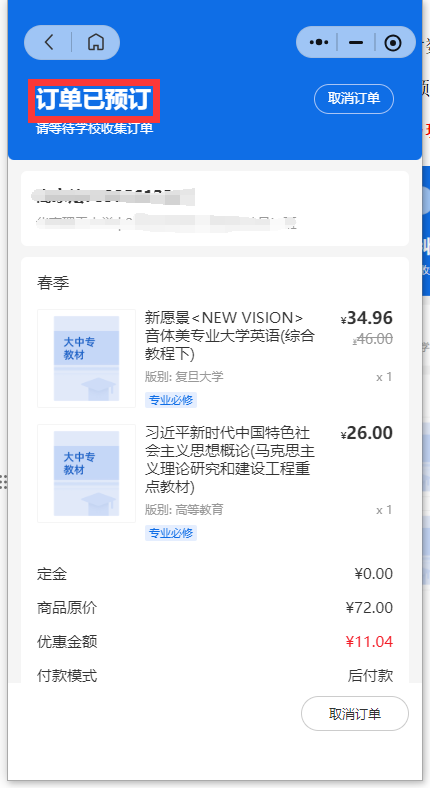 订单已预订
取消订单
请等待学校收集订单
春季
大中专
教材
新愿景<NEW VISION>
音体美专业大学英语(综合
教程下)
¥34.96
¥46.00
版别: 复旦大学
x 1
专业必修
大中专
教材
习近平新时代中国特色社
会主义思想概论(马克思主
义理论研究和建设工程重
点教材)
¥26.00
版别: 高等教育
x 1
专业必修
定金
¥0.00
商品原价
¥72.00
优惠金额
¥11.04
付款模式
后付款
取消订单